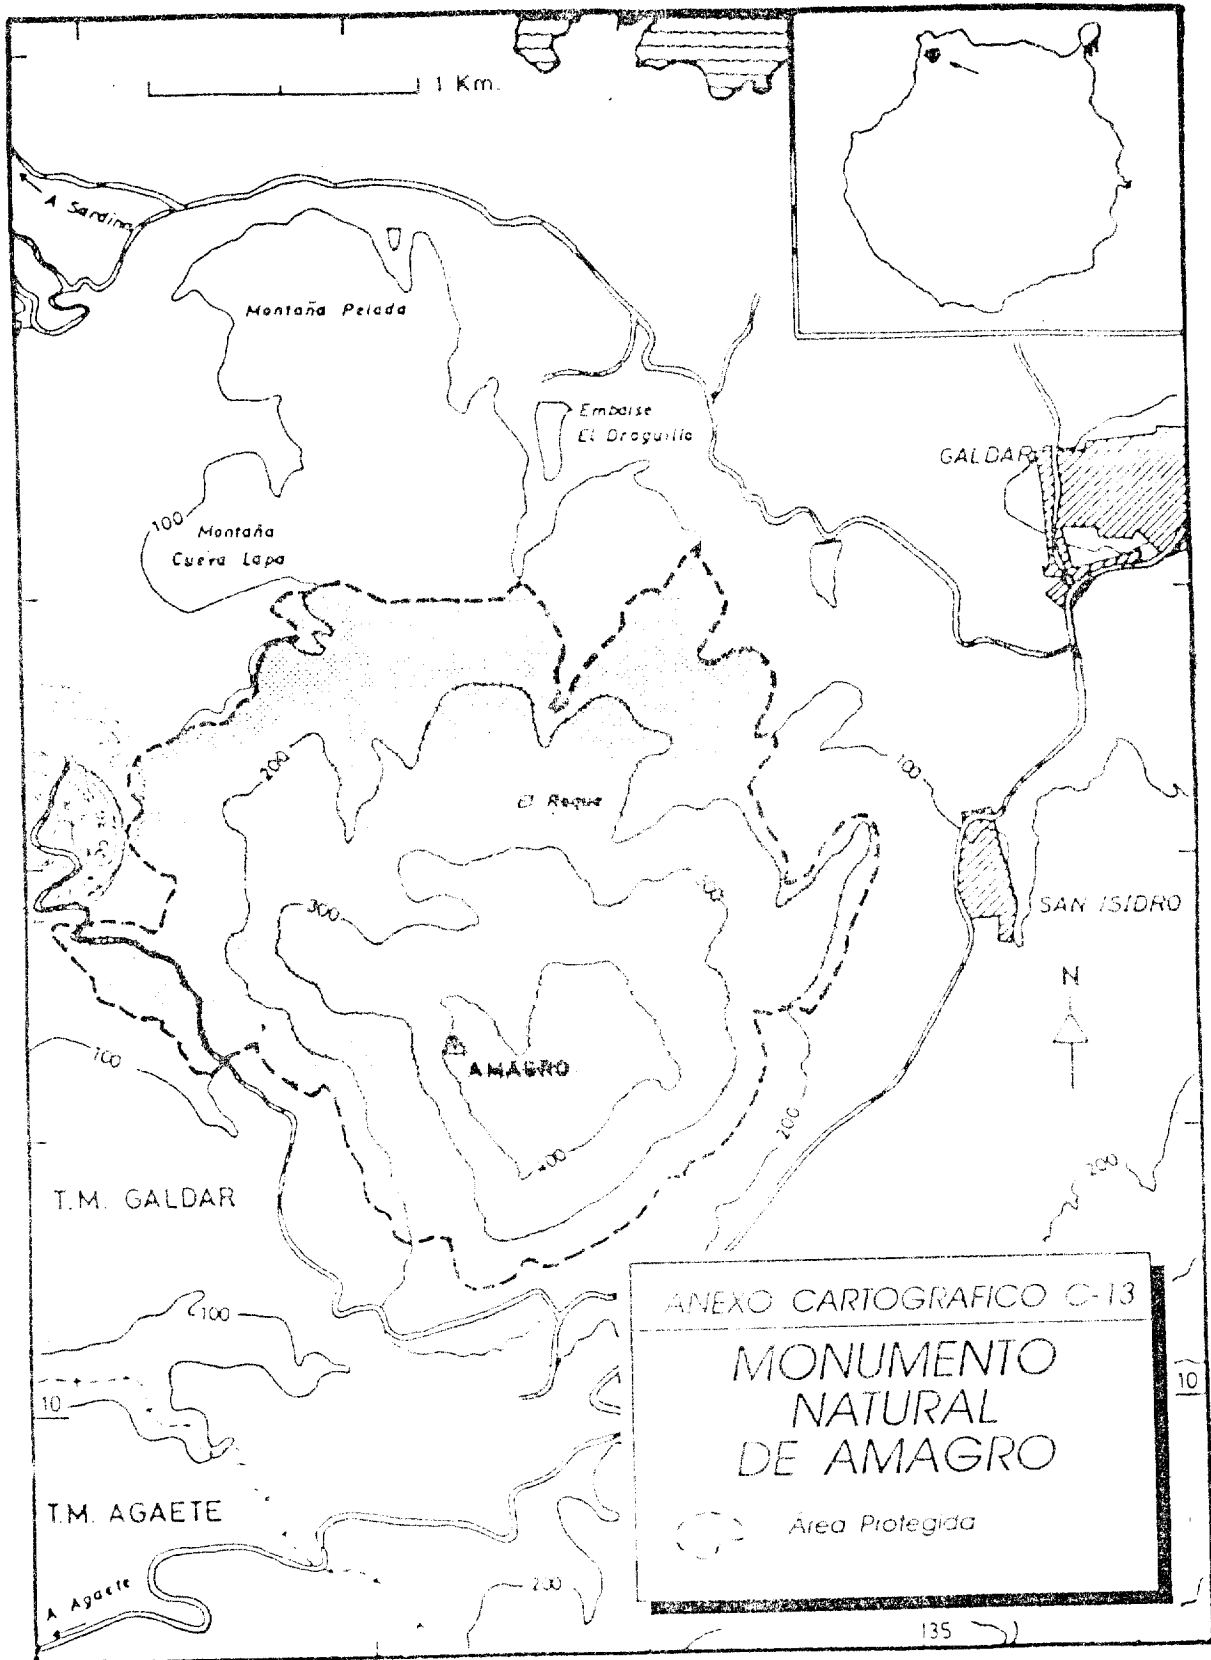 1 Km.
A Sardina
Montaña Pelada
Embalse
El Draguillo
GALDAR
100
Montaña
Cueva Lapa
200
100
El Roque
300
300
SAN ISIDRO
N
100
AMAGRO
200
400
200
T.M. GALDAR
100
10
10
T.M. AGAETE
A Agaete
200
ANEXO CARTOGRAFICO C-13
MONUMENTO
NATURAL
DE AMAGRO
Área Protegida
135